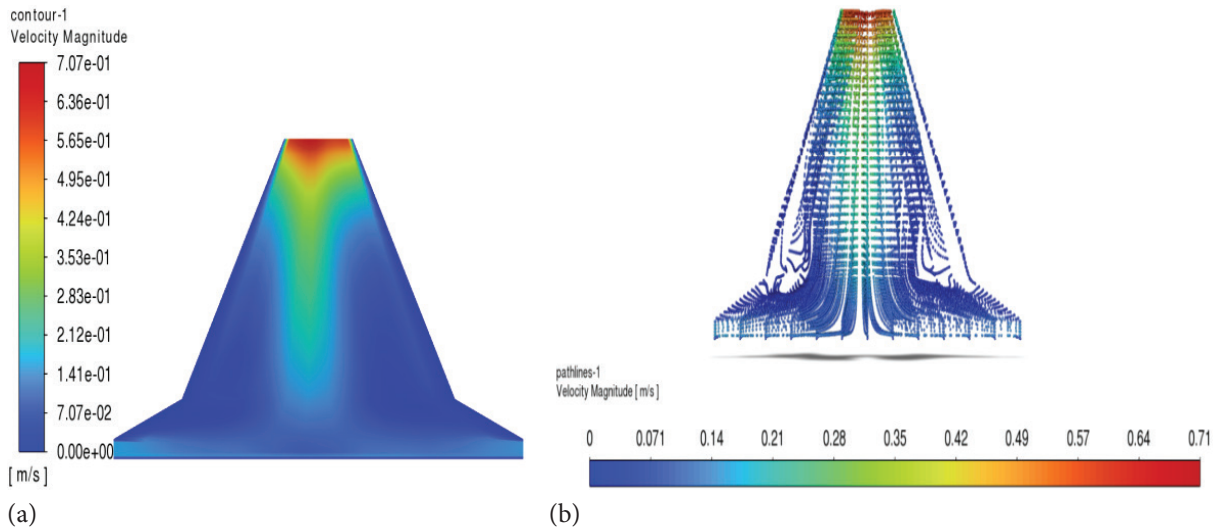 contour-1
Velocity Magnitude
7.07e-01
6.36e-01
5.65e-01
4.95e-01
4.24e-01
3.53e-01
2.83e-01
2.12e-01
1.41e-01
7.07e-02
0.00e+00
[ m/s ]
(a)
pathlines-1
Velocity Magnitude [ m/s ]
0 0.071 0.14 0.21 0.28 0.35 0.42 0.49 0.57 0.64 0.71
(b)